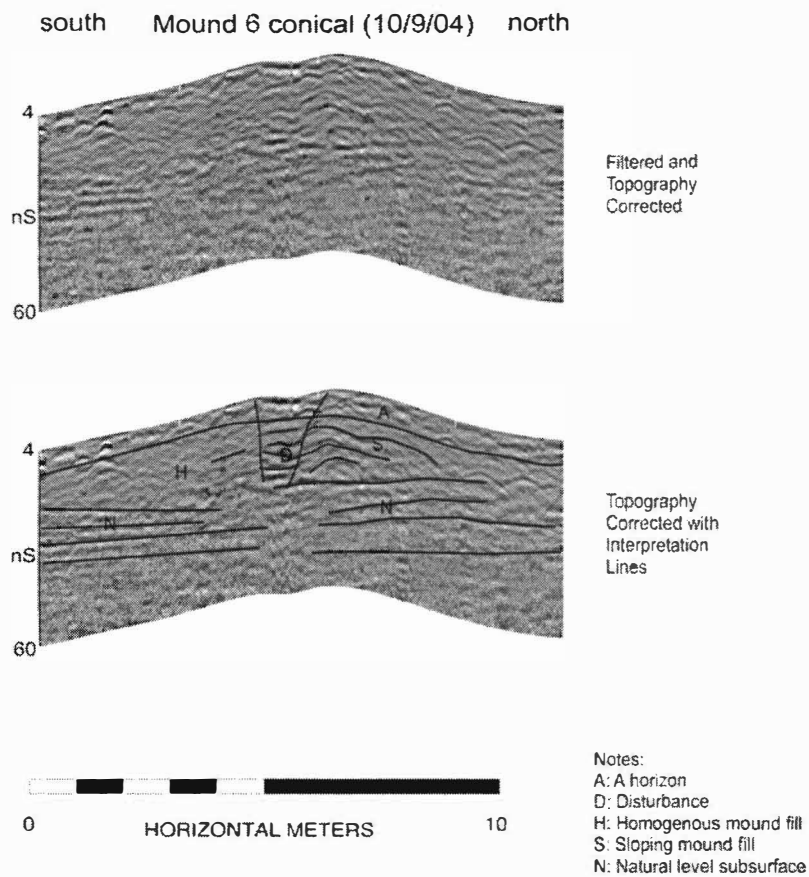 south Mound 6 conical (10/9/04) north
4
nS
60
Filtered and
Topography
Corrected
4
nS
60
A
S
D
H
N
N
Topography
Corrected with
Interpretation
Lines
0 HORIZONTAL METERS 10
Notes:
A: A horizon
D: Disturbance
H: Homogenous mound fill
S: Sloping mound fill
N: Natural level subsurface